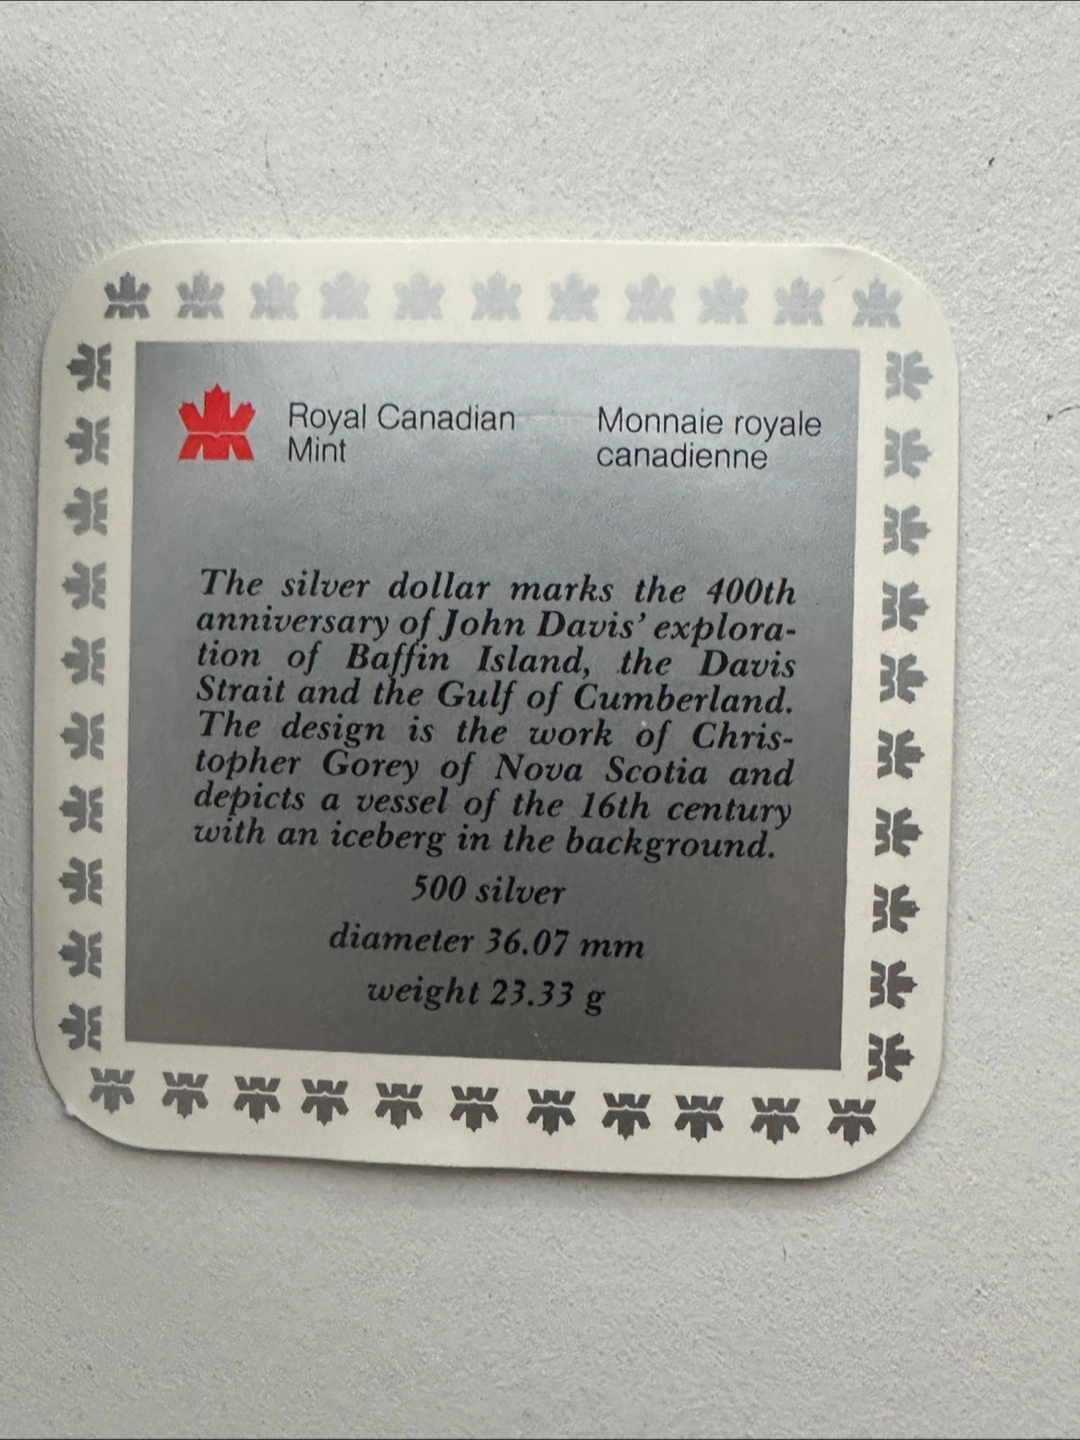 Royal Canadian
Mint
Monnaie royale
canadienne
The silver dollar marks the 400th
anniversary of John Davis' explora-
tion of Baffin Island, the Davis
Strait and the Gulf of Cumberland.
The design is the work of Chris-
topher Gorey of Nova Scotia and
depicts a vessel of the 16th century
with an iceberg in the background.
500 silver
diameter 36.07 mm
weight 23.33 g